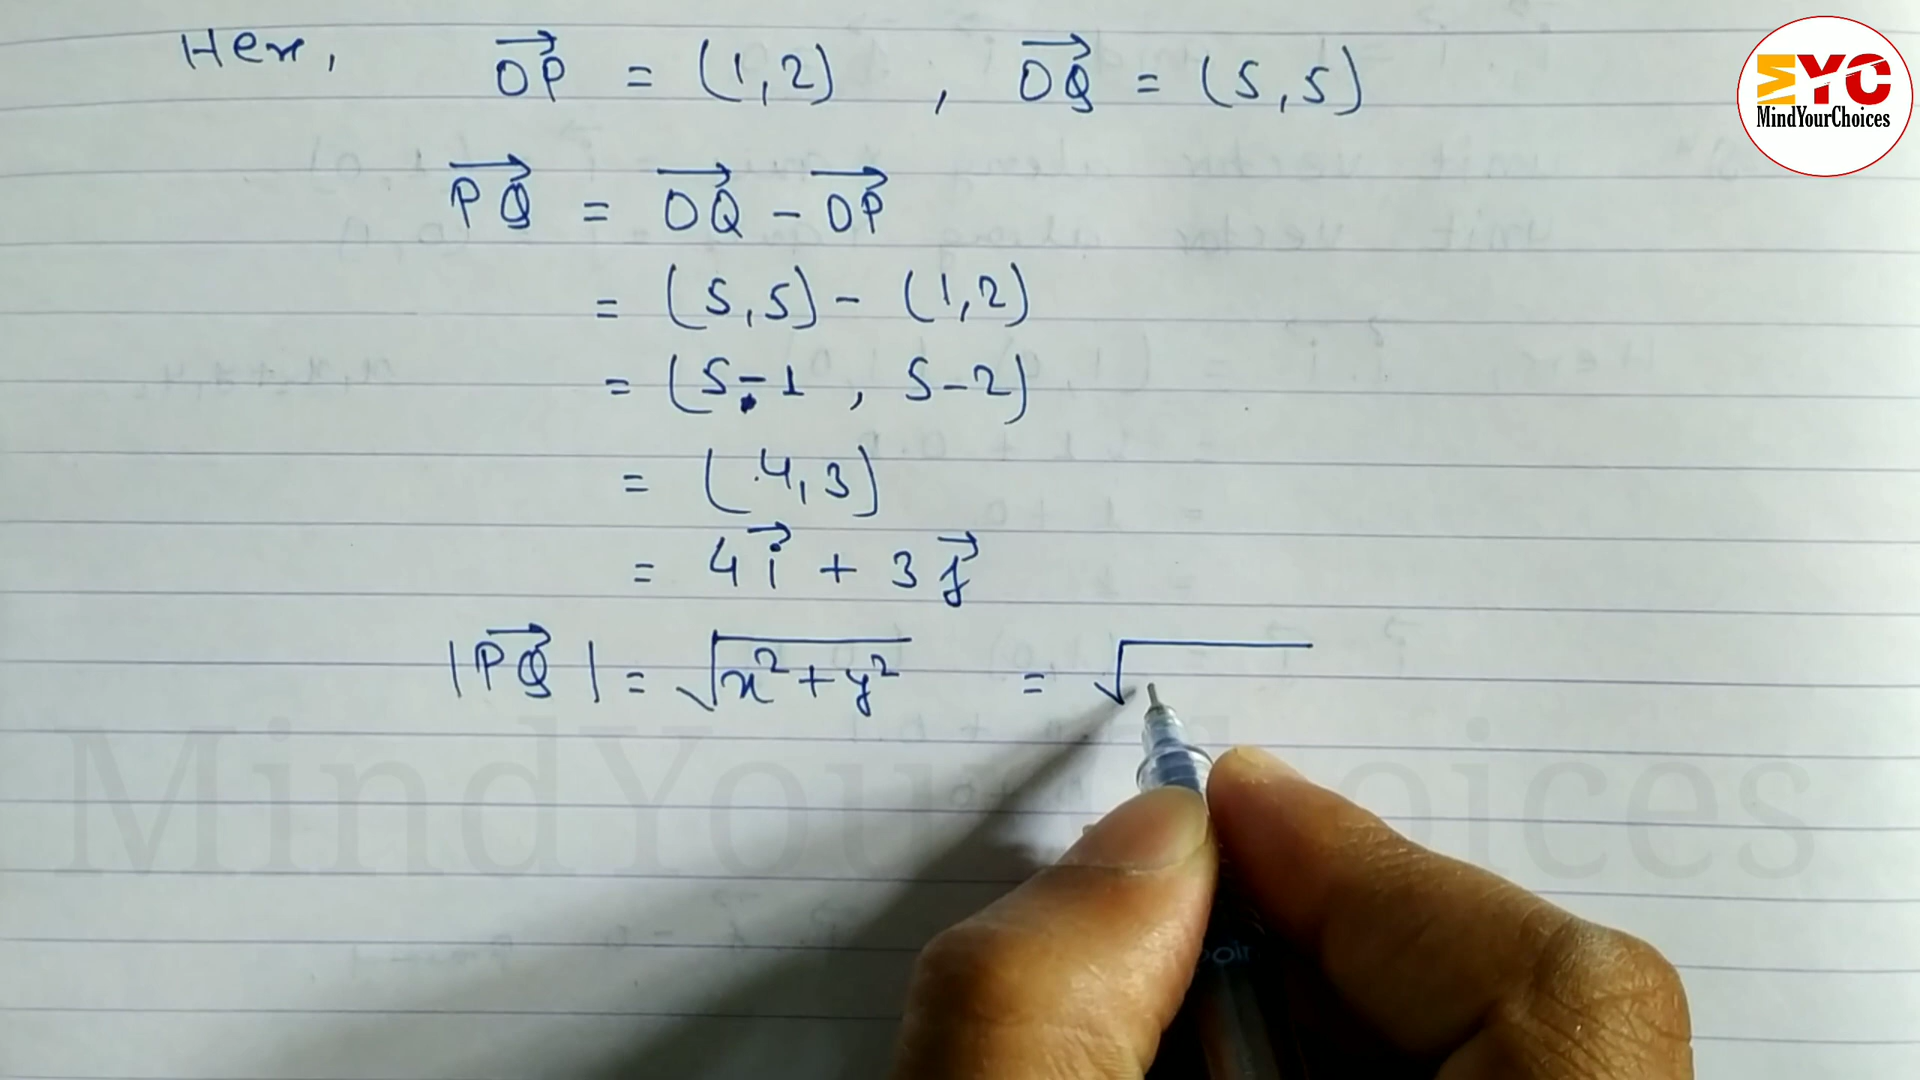 Here, OP⃗ = (1,2) , OQ⃗ = (5,5)
PQ⃗ = OQ⃗ - OP⃗
= (5,5) - (1,2)
= (5-1 , 5-2)
= (4,3)
= 4i⃗ + 3j⃗
|PQ⃗| = √x²+y² = √
MYC
MindYourChoices
MindYourChoices